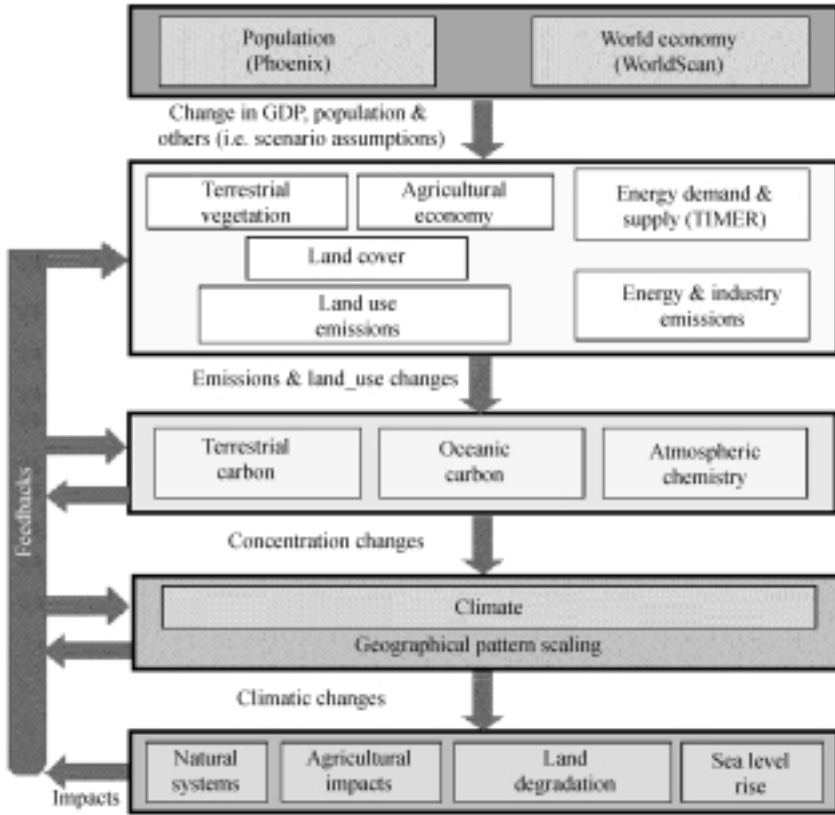 Population
(Phoenix)
World economy
(WorldScan)
Change in GDP, population &
others (i.e. scenario assumptions)
Terrestrial
vegetation
Agricultural
economy
Energy demand &
supply (TIMER)
Land cover
Land use
emissions
Energy & industry
emissions
Emissions & land_use changes
Terrestrial
carbon
Oceanic
carbon
Atmospheric
chemistry
Feedbacks
Concentration changes
Climate
Geographical pattern scaling
Climatic changes
Natural
systems
Agricultural
impacts
Land
degradation
Sea level
rise
Impacts